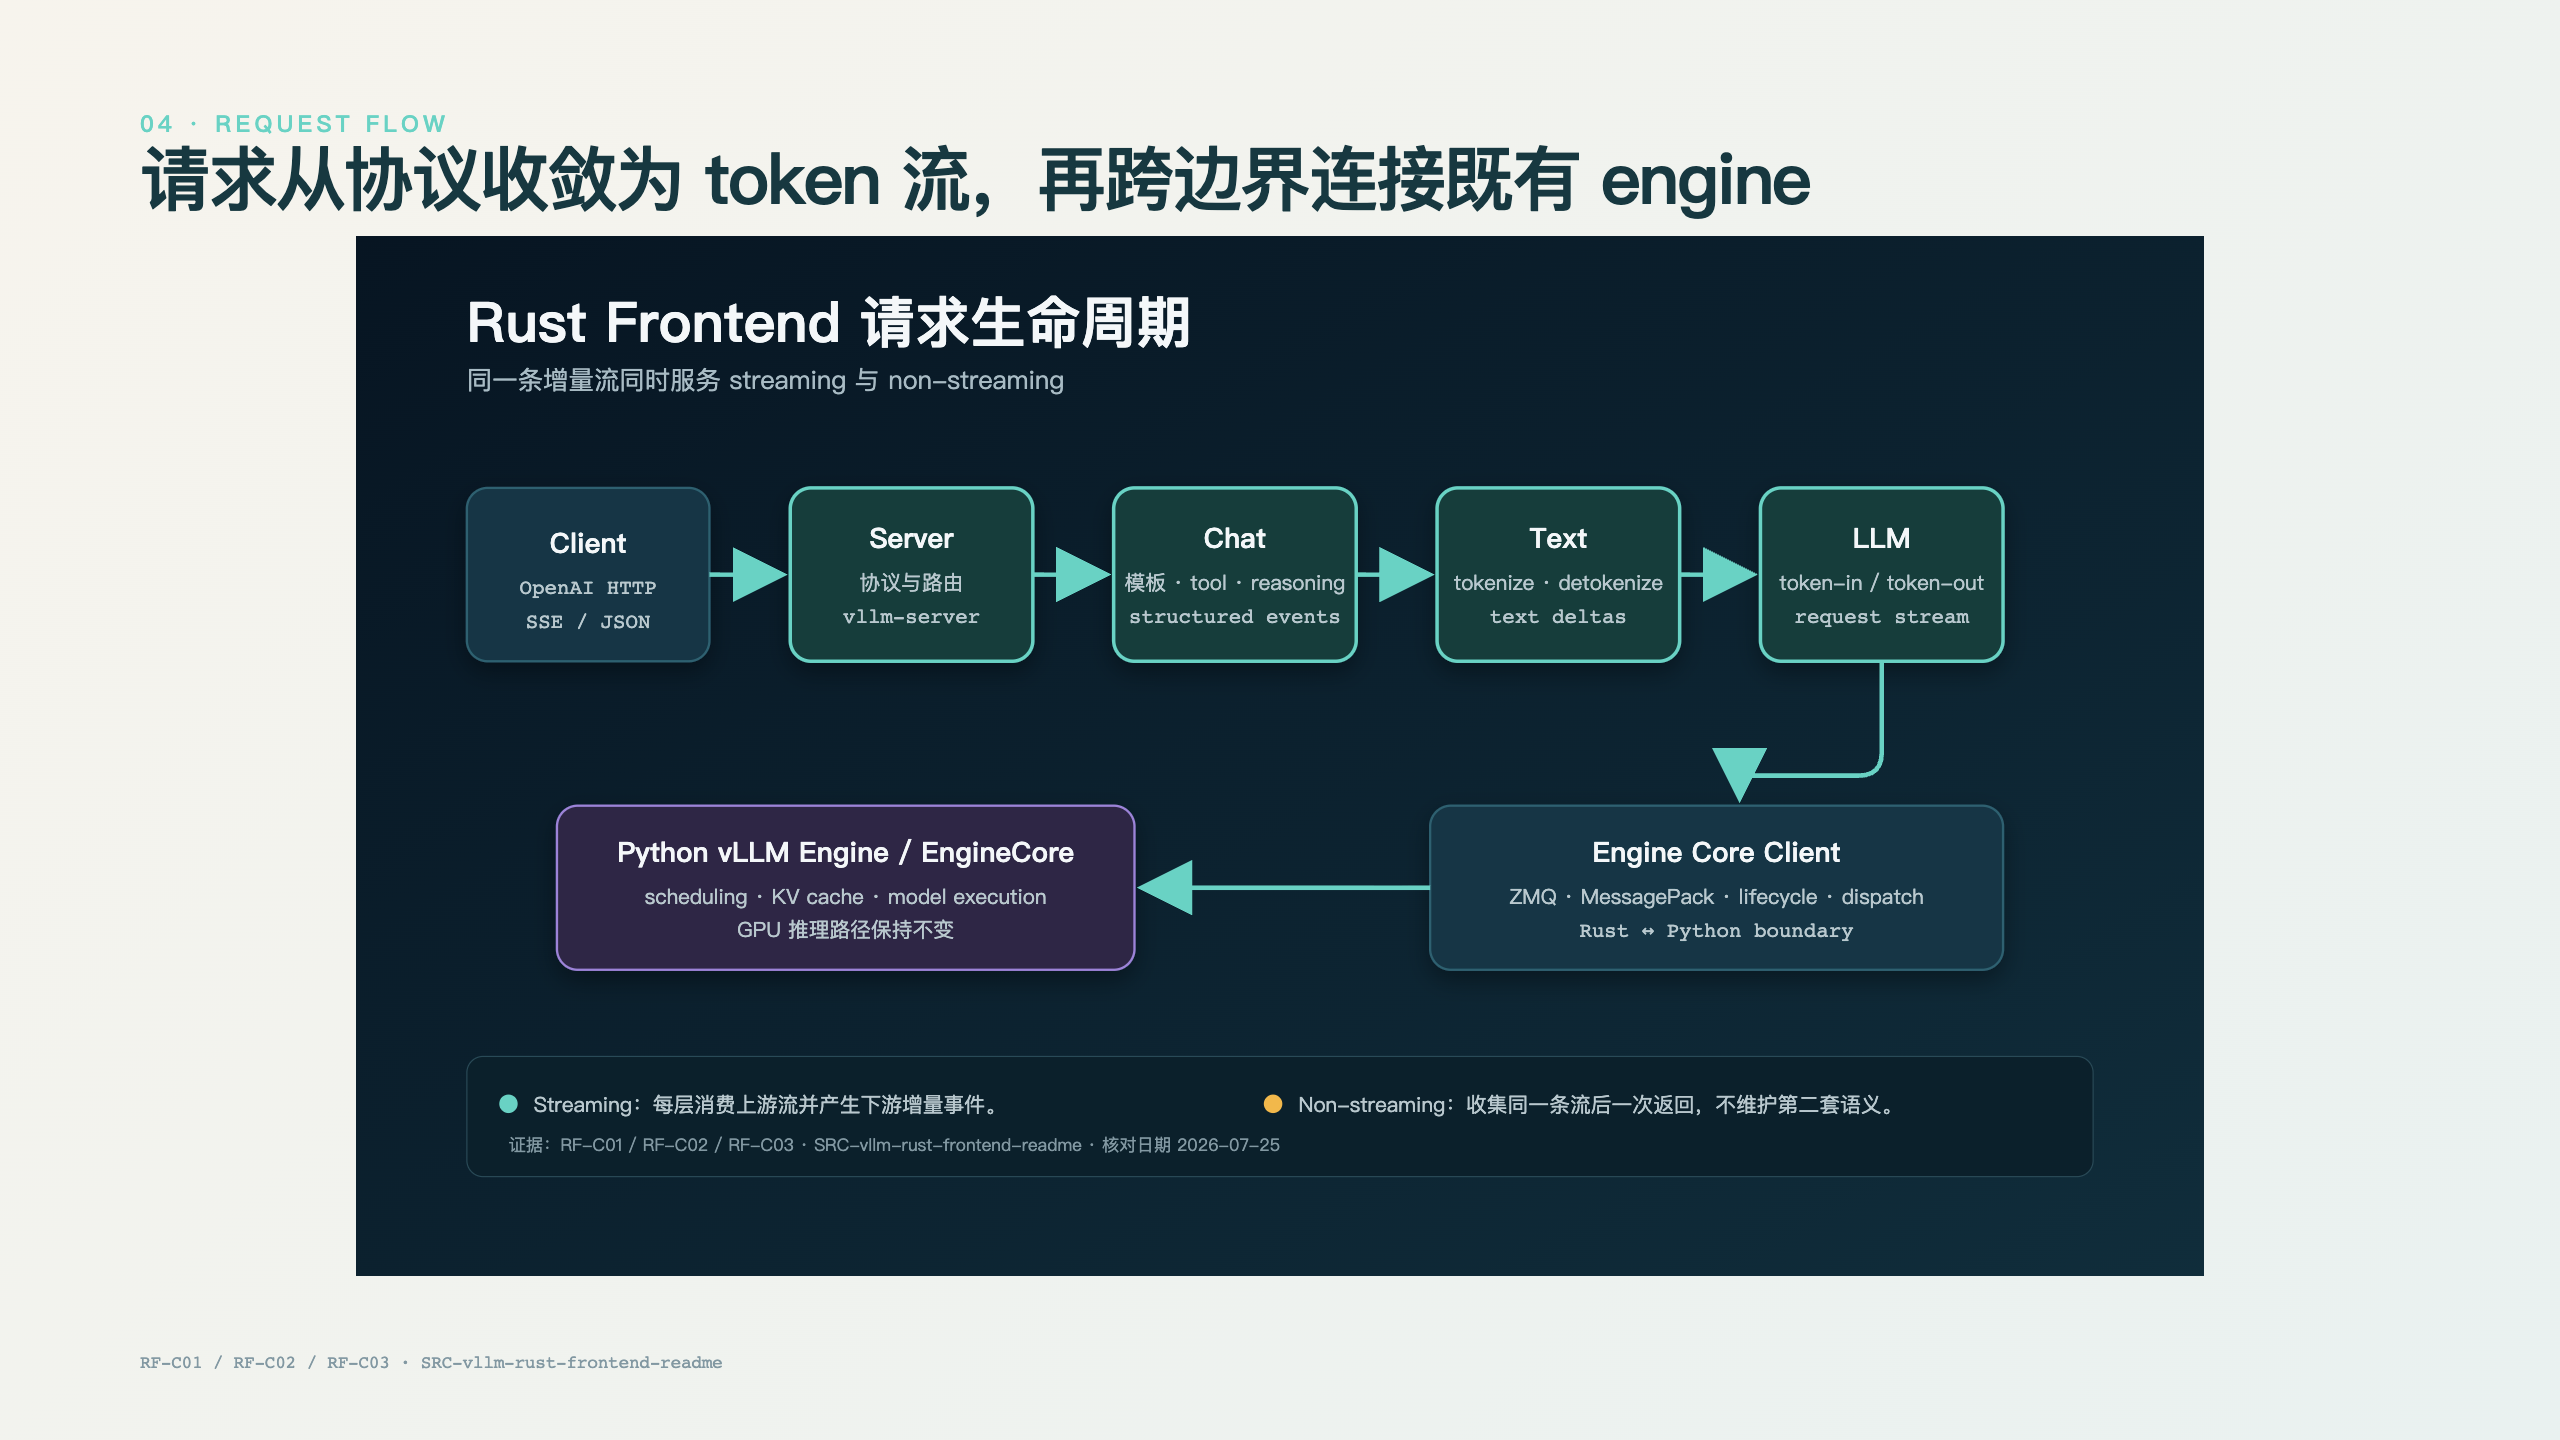 04 · REQUEST FLOW
请求从协议收敛为 token 流，再跨边界连接既有 engine
Rust Frontend 请求生命周期
同一条增量流同时服务 streaming 与 non-streaming
Client
OpenAI HTTP
SSE / JSON
Server
协议与路由
vllm-server
Chat
模板 · tool · reasoning
structured events
Text
tokenize · detokenize
text deltas
LLM
token-in / token-out
request stream
Python vLLM Engine / EngineCore
scheduling · KV cache · model execution
GPU 推理路径保持不变
Engine Core Client
ZMQ · MessagePack · lifecycle · dispatch
Rust ↔ Python boundary
Streaming：每层消费上游流并产生下游增量事件。
Non-streaming：收集同一条流后一次返回，不维护第二套语义。
证据：RF-C01 / RF-C02 / RF-C03 · SRC-vllm-rust-frontend-readme · 核对日期 2026-07-25
RF-C01 / RF-C02 / RF-C03 · SRC-vllm-rust-frontend-readme